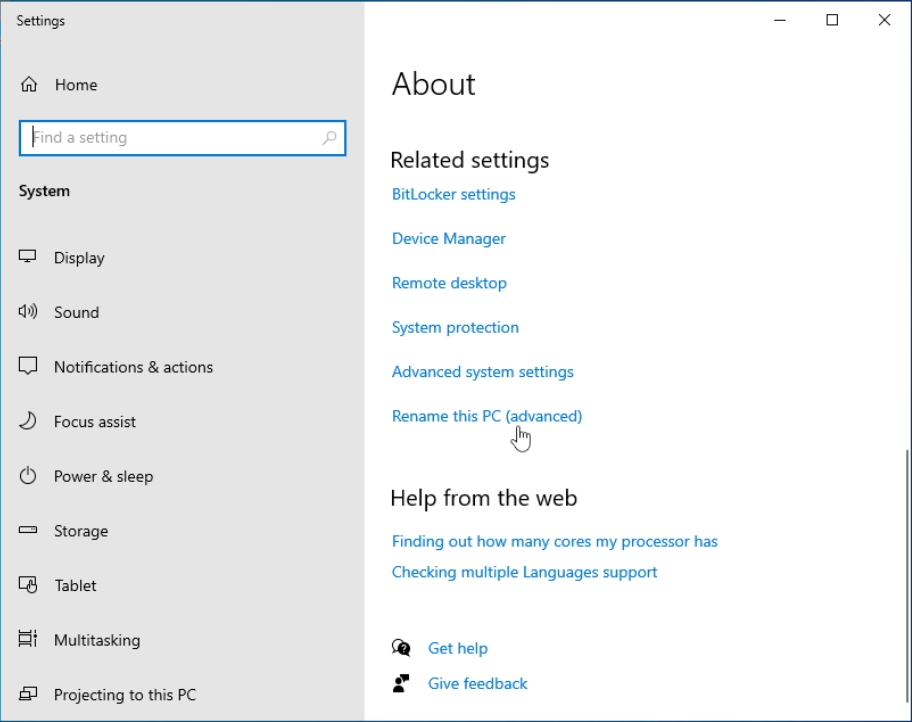 Settings
Home
Find a setting
System
Display
Sound
Notifications & actions
Focus assist
Power & sleep
Storage
Tablet
Multitasking
Projecting to this PC
About
Related settings
BitLocker settings
Device Manager
Remote desktop
System protection
Advanced system settings
Rename this PC (advanced)
Help from the web
Finding out how many cores my processor has
Checking multiple Languages support
Get help
Give feedback